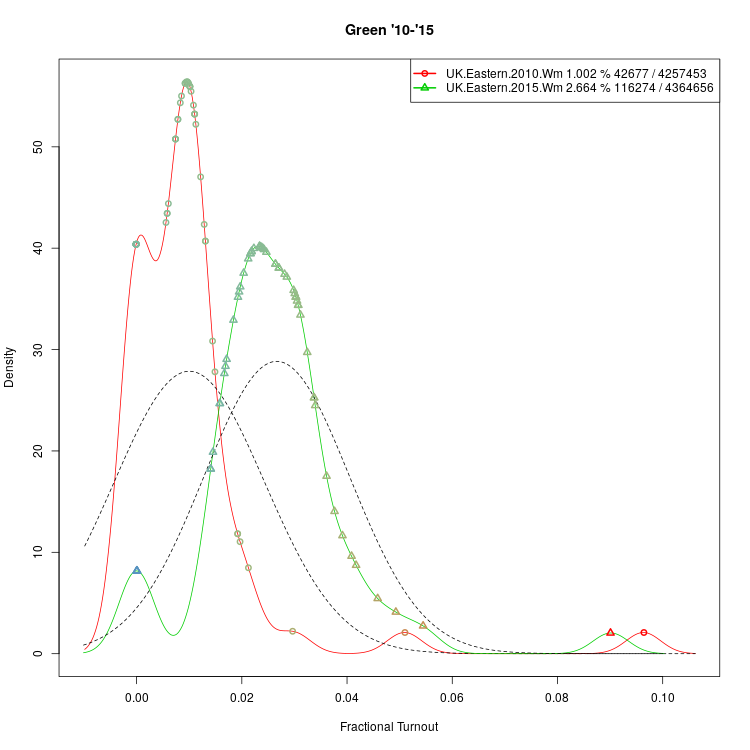 Green '10-'15
UK.Eastern.2010.Wm 1.002 % 42677 / 4257453
UK.Eastern.2015.Wm 2.664 % 116274 / 4364656
Density
50
40
30
20
10
0
0.00 0.02 0.04 0.06 0.08 0.10
Fractional Turnout